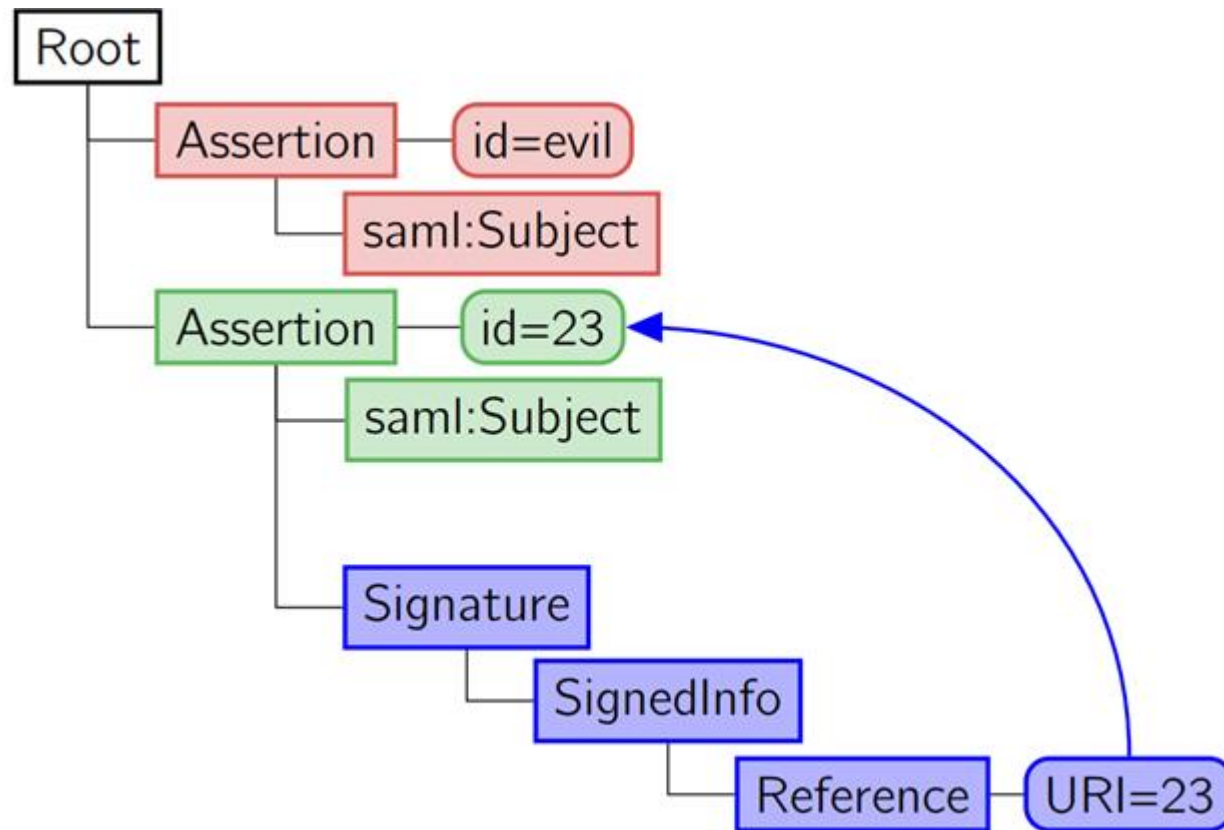 Root
Assertion id=evil
saml:Subject
Assertion id=23
saml:Subject
Signature
SignedInfo
Reference URI=23